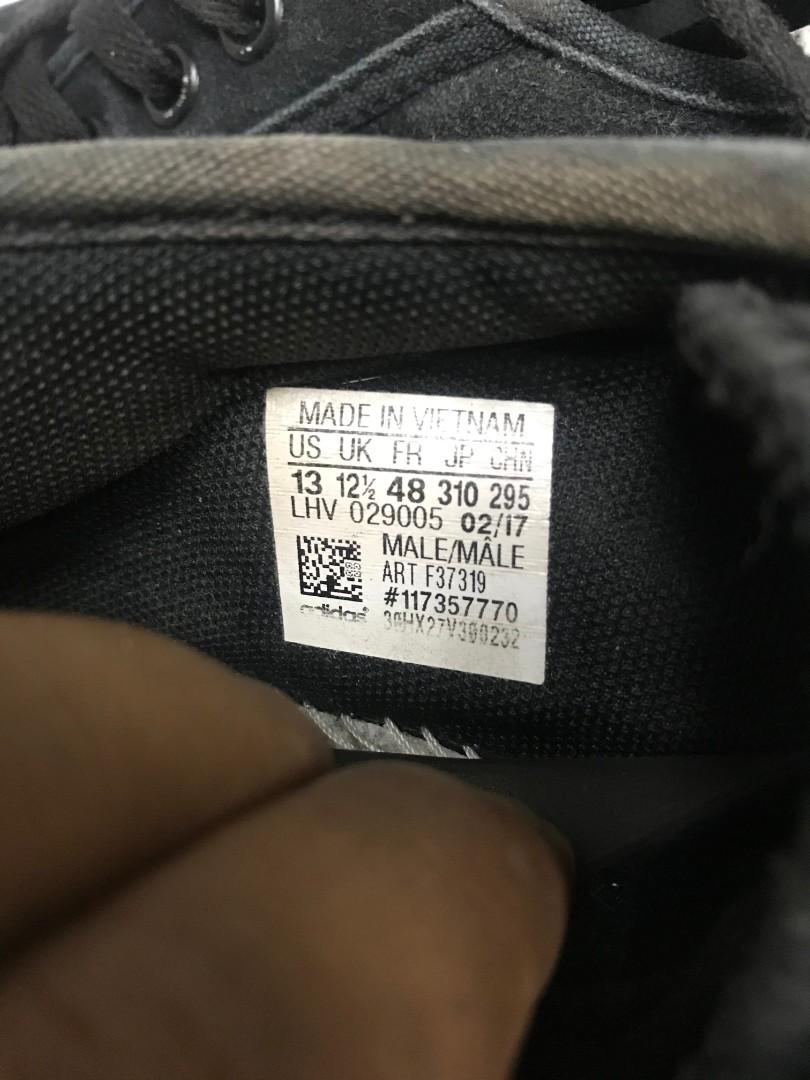 MADE IN VIETNAM
US UK FR JP CHN
13 12½ 48 310 295
LHV 029005 02/17
MALE/MÂLE
ART F37319
#117357770
adidas
30HX27V300232